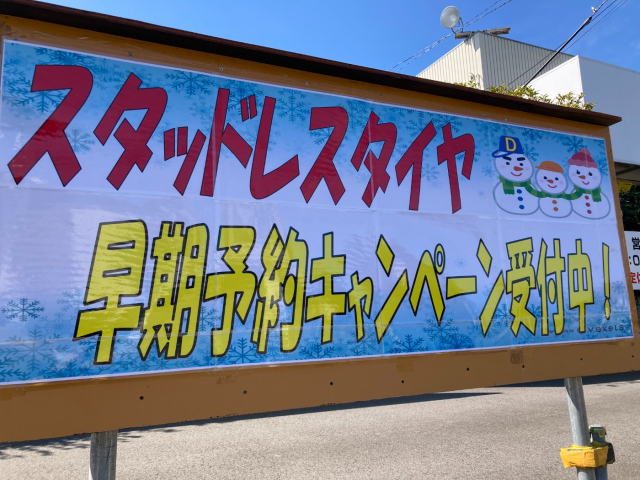 スタッドレスタイヤ
D
早期予約キャンペーン受付中！
営